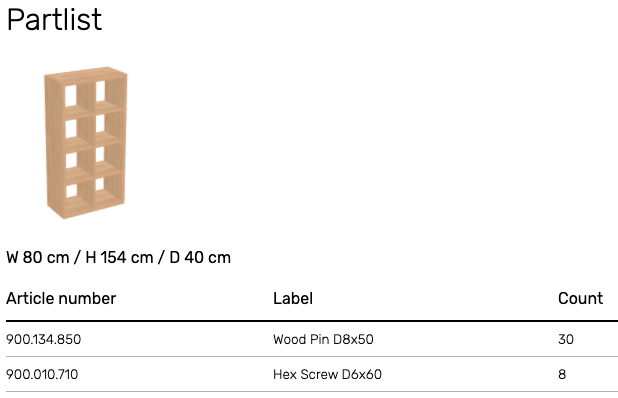 Partlist
W 80 cm / H 154 cm / D 40 cm
Article number Label Count
900.134.850 Wood Pin D8x50 30
900.010.710 Hex Screw D6x60 8